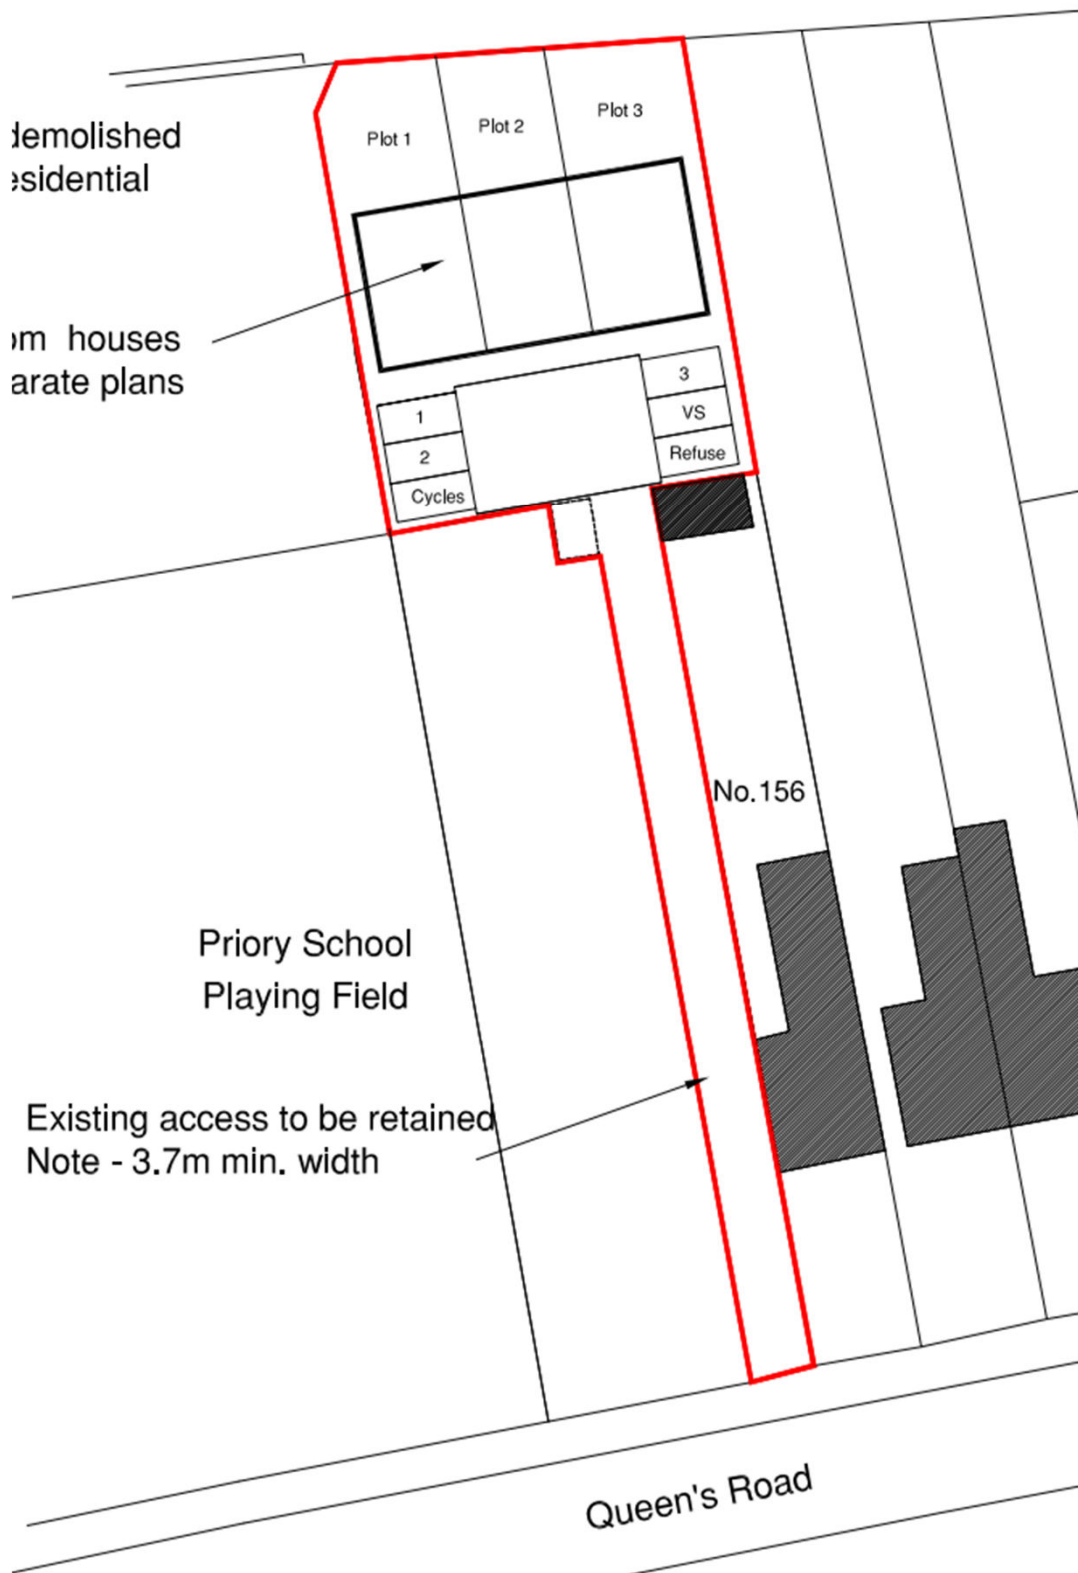 demolished
esidential
Plot 1
Plot 2
Plot 3
om houses
arate plans
1
2
Cycles
3
VS
Refuse
No.156
Priory School
Playing Field
Existing access to be retained
Note - 3.7m min. width
Queen's Road